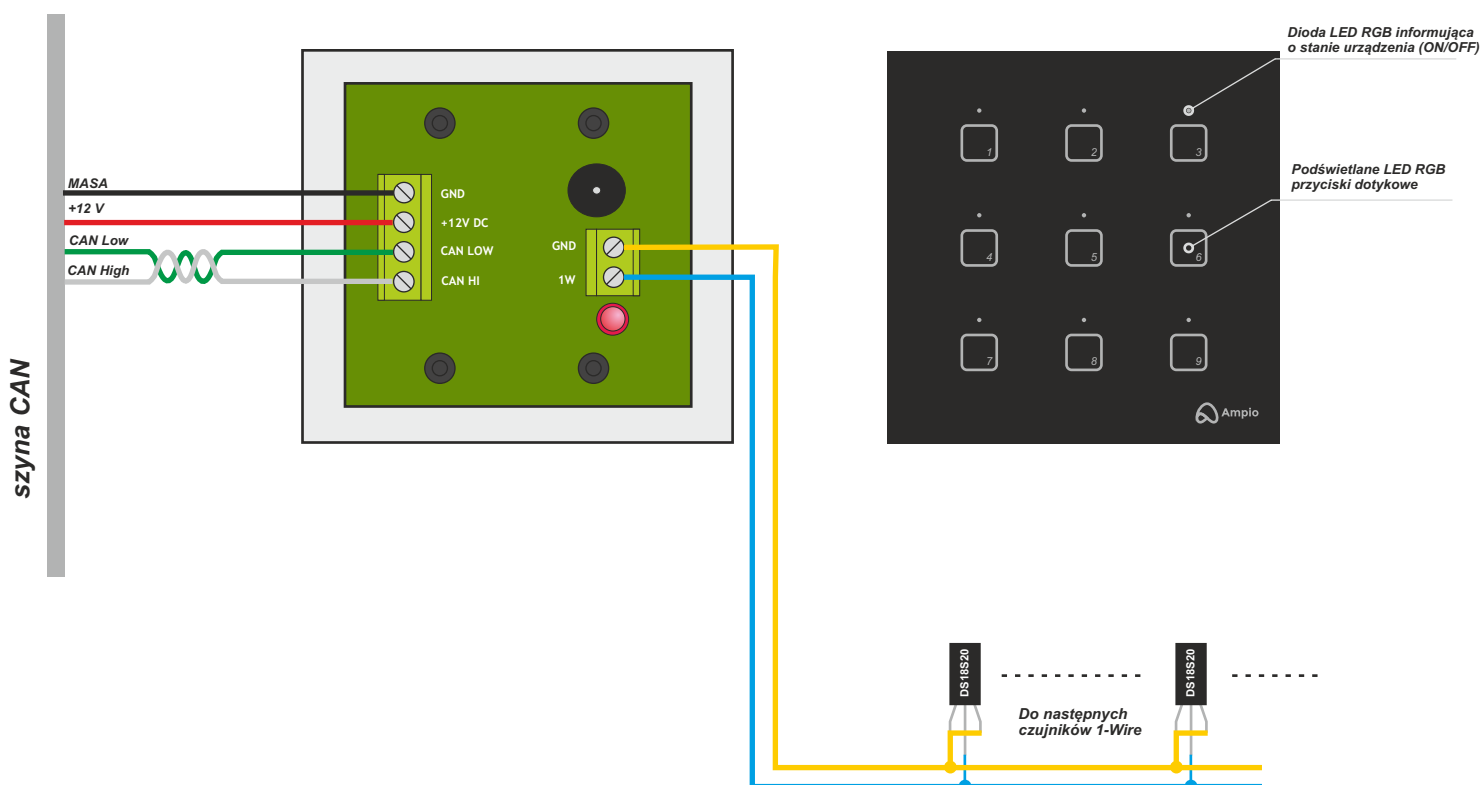 Dioda LED RGB informująca
o stanie urządzenia (ON/OFF)
1
2
3
Podświetlane LED RGB
przyciski dotykowe
MASA
GND
+12 V
+12V DC
CAN Low
CAN LOW
GND
4
5
6
CAN High
CAN HI
1W
7
8
9
szyna CAN
Ampio
DS18S20
DS18S20
Do następnych
czujników 1-Wire